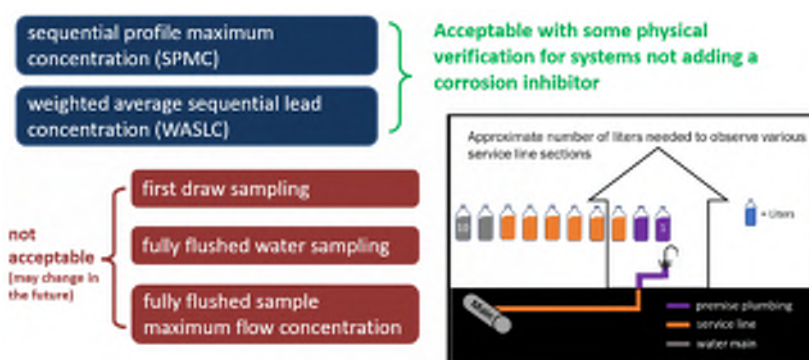 sequential profile maximum
concentration (SPMC)
weighted average sequential lead
concentration (WASLC)
Acceptable with some physical
verification for systems not adding a
corrosion inhibitor
not
acceptable
(may change in
the future)
first draw sampling
fully flushed water sampling
fully flushed sample
maximum flow concentration
Approximate number of liters needed to observe various
service line sections
10
1
= Liters
Main
premise plumbing
service line
water main